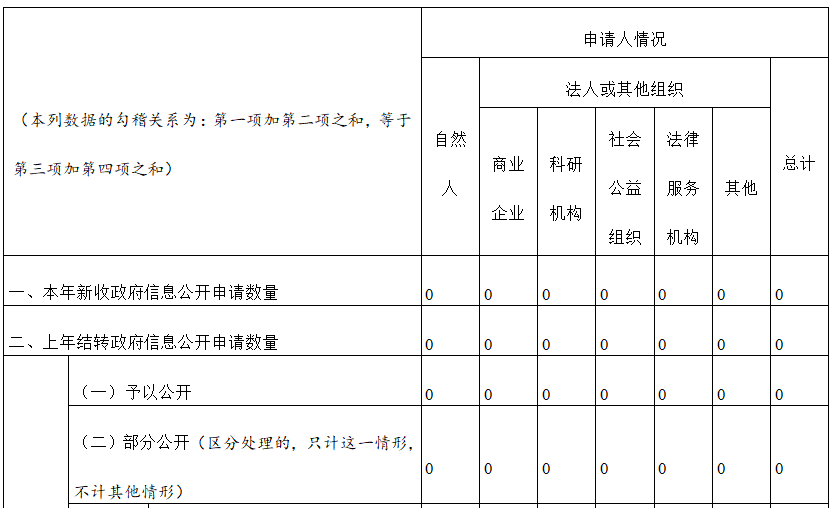 申请人情况
法人或其他组织
（本列数据的勾稽关系为：第一项加第二项之和，等于
第三项加第四项之和）
自然
人
商业
企业
科研
机构
社会
公益
组织
法律
服务
机构
其他
总计
一、本年新收政府信息公开申请数量 0 0 0 0 0 0 0
二、上年结转政府信息公开申请数量 0 0 0 0 0 0 0
（一）予以公开 0 0 0 0 0 0 0
（二）部分公开（区分处理的，只计这一情形，
不计其他情形） 0 0 0 0 0 0 0